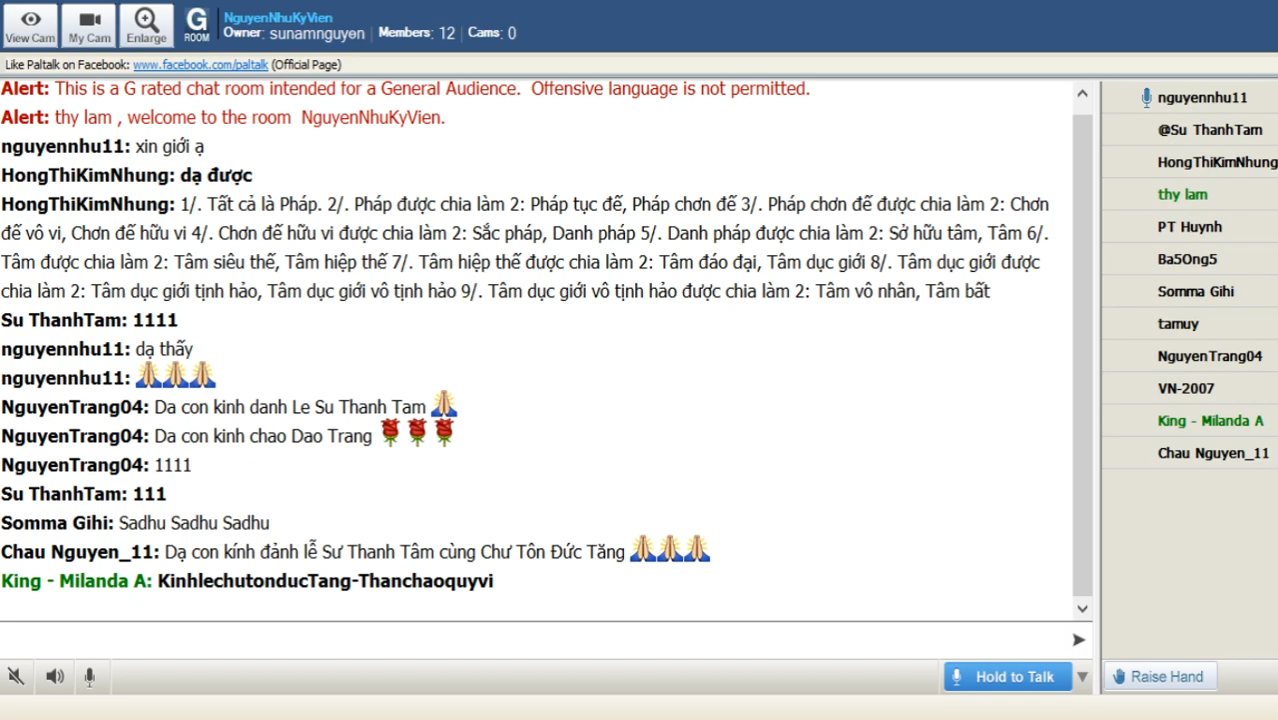 View Cam
My Cam
Enlarge
G
ROOM
NguyenNhuKyVien
Owner: sunamnguyen | Members: 12 | Cams: 0
Like Paltalk on Facebook: www.facebook.com/paltalk (Official Page)
Alert: This is a G rated chat room intended for a General Audience. Offensive language is not permitted.
Alert: thy lam , welcome to the room NguyenNhuKyVien.
nguyennhu11: xin giới ạ
HongThiKimNhung: dạ được
HongThiKimNhung: 1/. Tất cả là Pháp. 2/. Pháp được chia làm 2: Pháp tục đế, Pháp chơn đế 3/. Pháp chơn đế được chia làm 2: Chơn
đế vô vi, Chơn đế hữu vi 4/. Chơn đế hữu vi được chia làm 2: Sắc pháp, Danh pháp 5/. Danh pháp được chia làm 2: Sở hữu tâm, Tâm 6/.
Tâm được chia làm 2: Tâm siêu thế, Tâm hiệp thế 7/. Tâm hiệp thế được chia làm 2: Tâm đáo đại, Tâm dục giới 8/. Tâm dục giới được
chia làm 2: Tâm dục giới tịnh hảo, Tâm dục giới vô tịnh hảo 9/. Tâm dục giới vô tịnh hảo được chia làm 2: Tâm vô nhân, Tâm bất
Su ThanhTam: 1111
nguyennhu11: dạ thấy
nguyennhu11: 🙏🙏🙏
NguyenTrang04: Da con kinh danh Le Su Thanh Tam 🙏
NguyenTrang04: Da con kinh chao Dao Trang 🌹🌹🌹
NguyenTrang04: 1111
Su ThanhTam: 111
Somma Gihi: Sadhu Sadhu Sadhu
Chau Nguyen_11: Dạ con kính đảnh lễ Sư Thanh Tâm cùng Chư Tôn Đức Tăng 🙏🙏🙏
King - Milanda A: KinhlechutonducTang-Thanchaoquyvi
nguyennhu11
@Su ThanhTam
HongThiKimNhung
thy lam
PT Huynh
Ba5Ong5
Somma Gihi
tamuy
NguyenTrang04
VN-2007
King - Milanda A
Chau Nguyen_11
Hold to Talk
Raise Hand